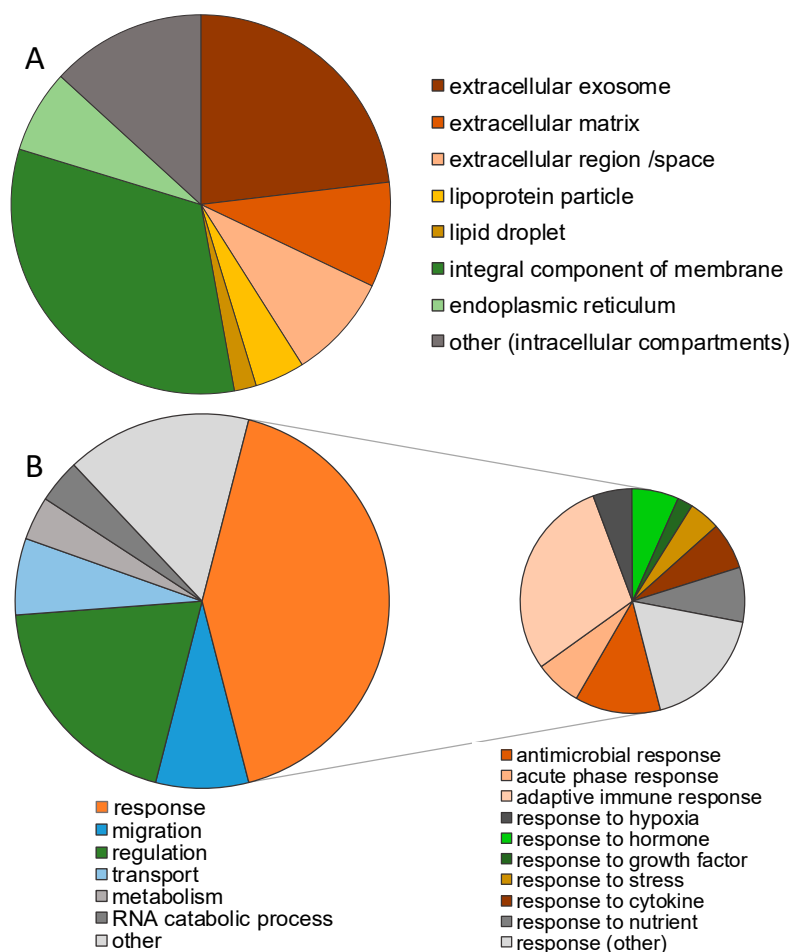 A
extracellular exosome
extracellular matrix
extracellular region /space
lipoprotein particle
lipid droplet
integral component of membrane
endoplasmic reticulum
other (intracellular compartments)
B
response
migration
regulation
transport
metabolism
RNA catabolic process
other
antimicrobial response
acute phase response
adaptive immune response
response to hypoxia
response to hormone
response to growth factor
response to stress
response to cytokine
response to nutrient
response (other)